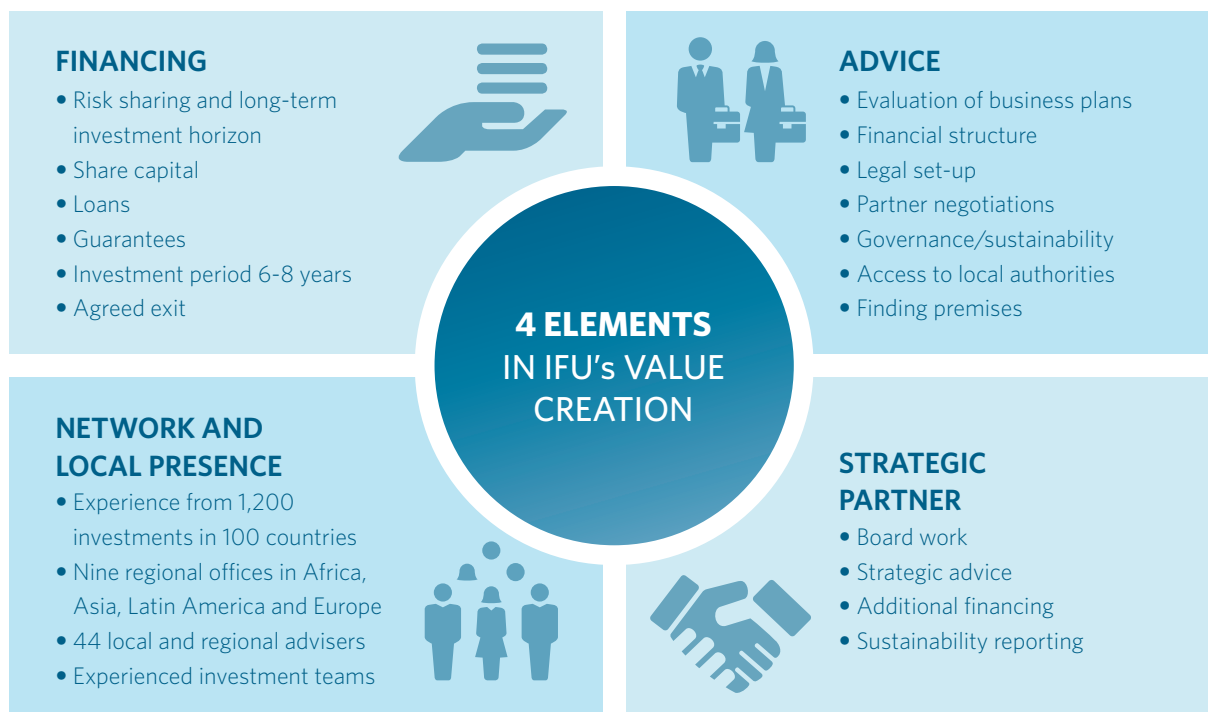 FINANCING
• Risk sharing and long-term
investment horizon
• Share capital
• Loans
• Guarantees
• Investment period 6-8 years
• Agreed exit
ADVICE
• Evaluation of business plans
• Financial structure
• Legal set-up
• Partner negotiations
• Governance/sustainability
• Access to local authorities
• Finding premises
4 ELEMENTS
IN IFU's VALUE
CREATION
NETWORK AND
LOCAL PRESENCE
• Experience from 1,200
investments in 100 countries
• Nine regional offices in Africa,
Asia, Latin America and Europe
• 44 local and regional advisers
• Experienced investment teams
STRATEGIC
PARTNER
• Board work
• Strategic advice
• Additional financing
• Sustainability reporting